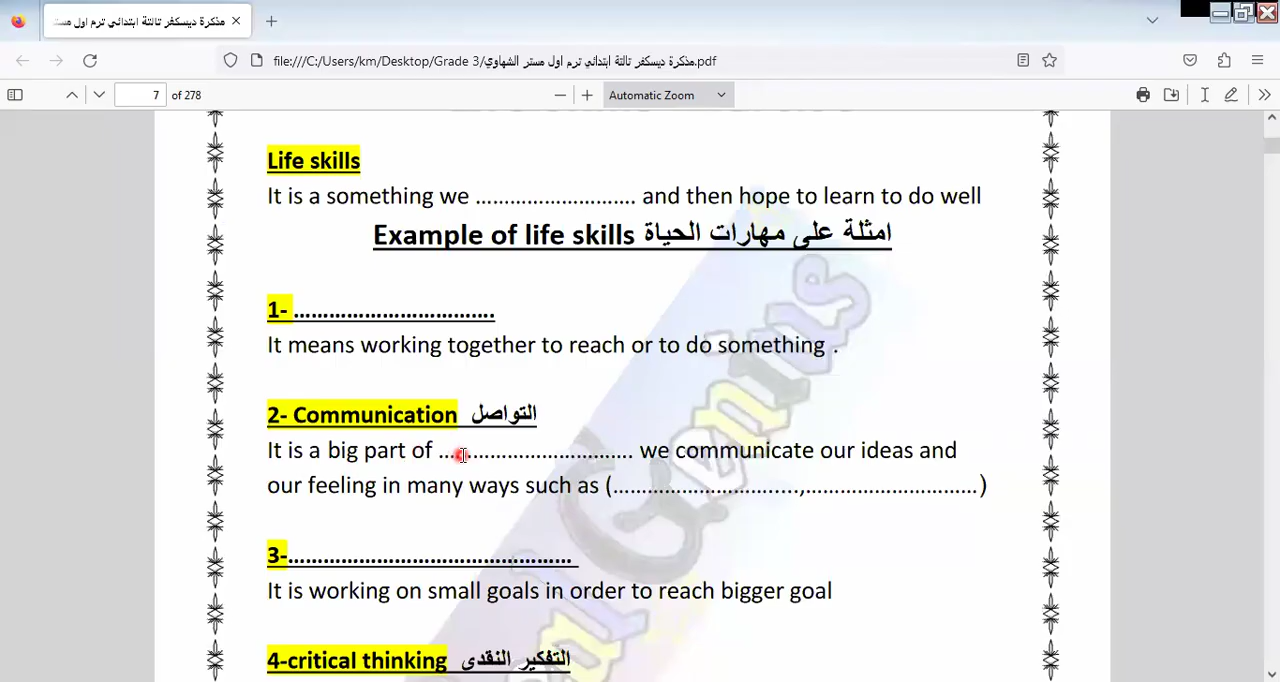 مذكرة ديسكفر تالتة ابتدائي ترم اول مستر
file:///C:/Users/km/Desktop/Grade 3/مذكرة ديسكفر تالتة ابتدائي ترم اول مستر الشهاوي.pdf
7 of 278 Automatic Zoom
Life skills
It is a something we ............................ and then hope to learn to do well
Example of life skills امثلة على مهارات الحياة
1- ..................................
It means working together to reach or to do something .
2- Communication التواصل
It is a big part of ................................. we communicate our ideas and
our feeling in many ways such as (..............................,..............................)
3-................................................
It is working on small goals in order to reach bigger goal
4-critical thinking التفكير النقدى
Genius